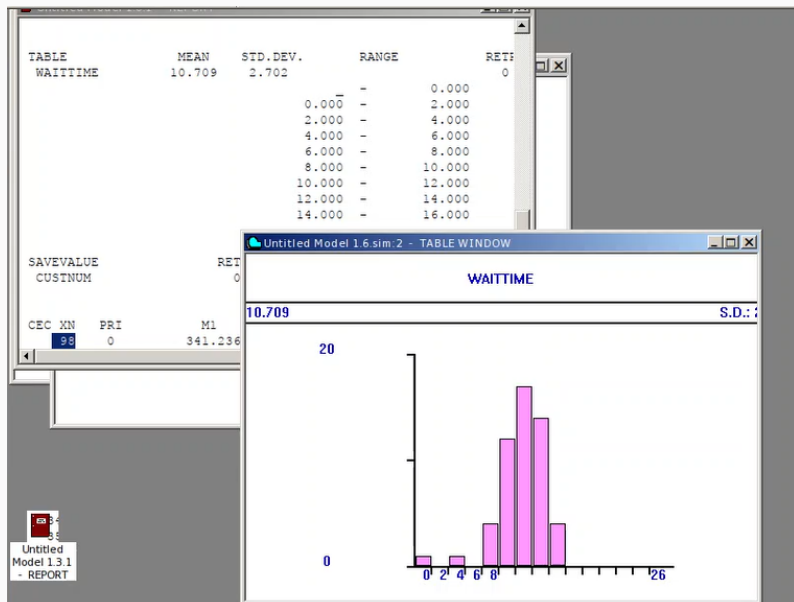 TABLE MEAN STD.DEV. RANGE RETR
WAITTIME 10.709 2.702 0
_ - 0.000
0.000 - 2.000
2.000 - 4.000
4.000 - 6.000
6.000 - 8.000
8.000 - 10.000
10.000 - 12.000
12.000 - 14.000
14.000 - 16.000
SAVEVALUE RET
CUSTNUM 0
CEC XN PRI M1
98 0 341.236
Untitled Model 1.6.sim:2 - TABLE WINDOW
WAITTIME
10.709 S.D.:
20
0
0 2 4 6 8 26
Untitled
Model 1.3.1
- REPORT